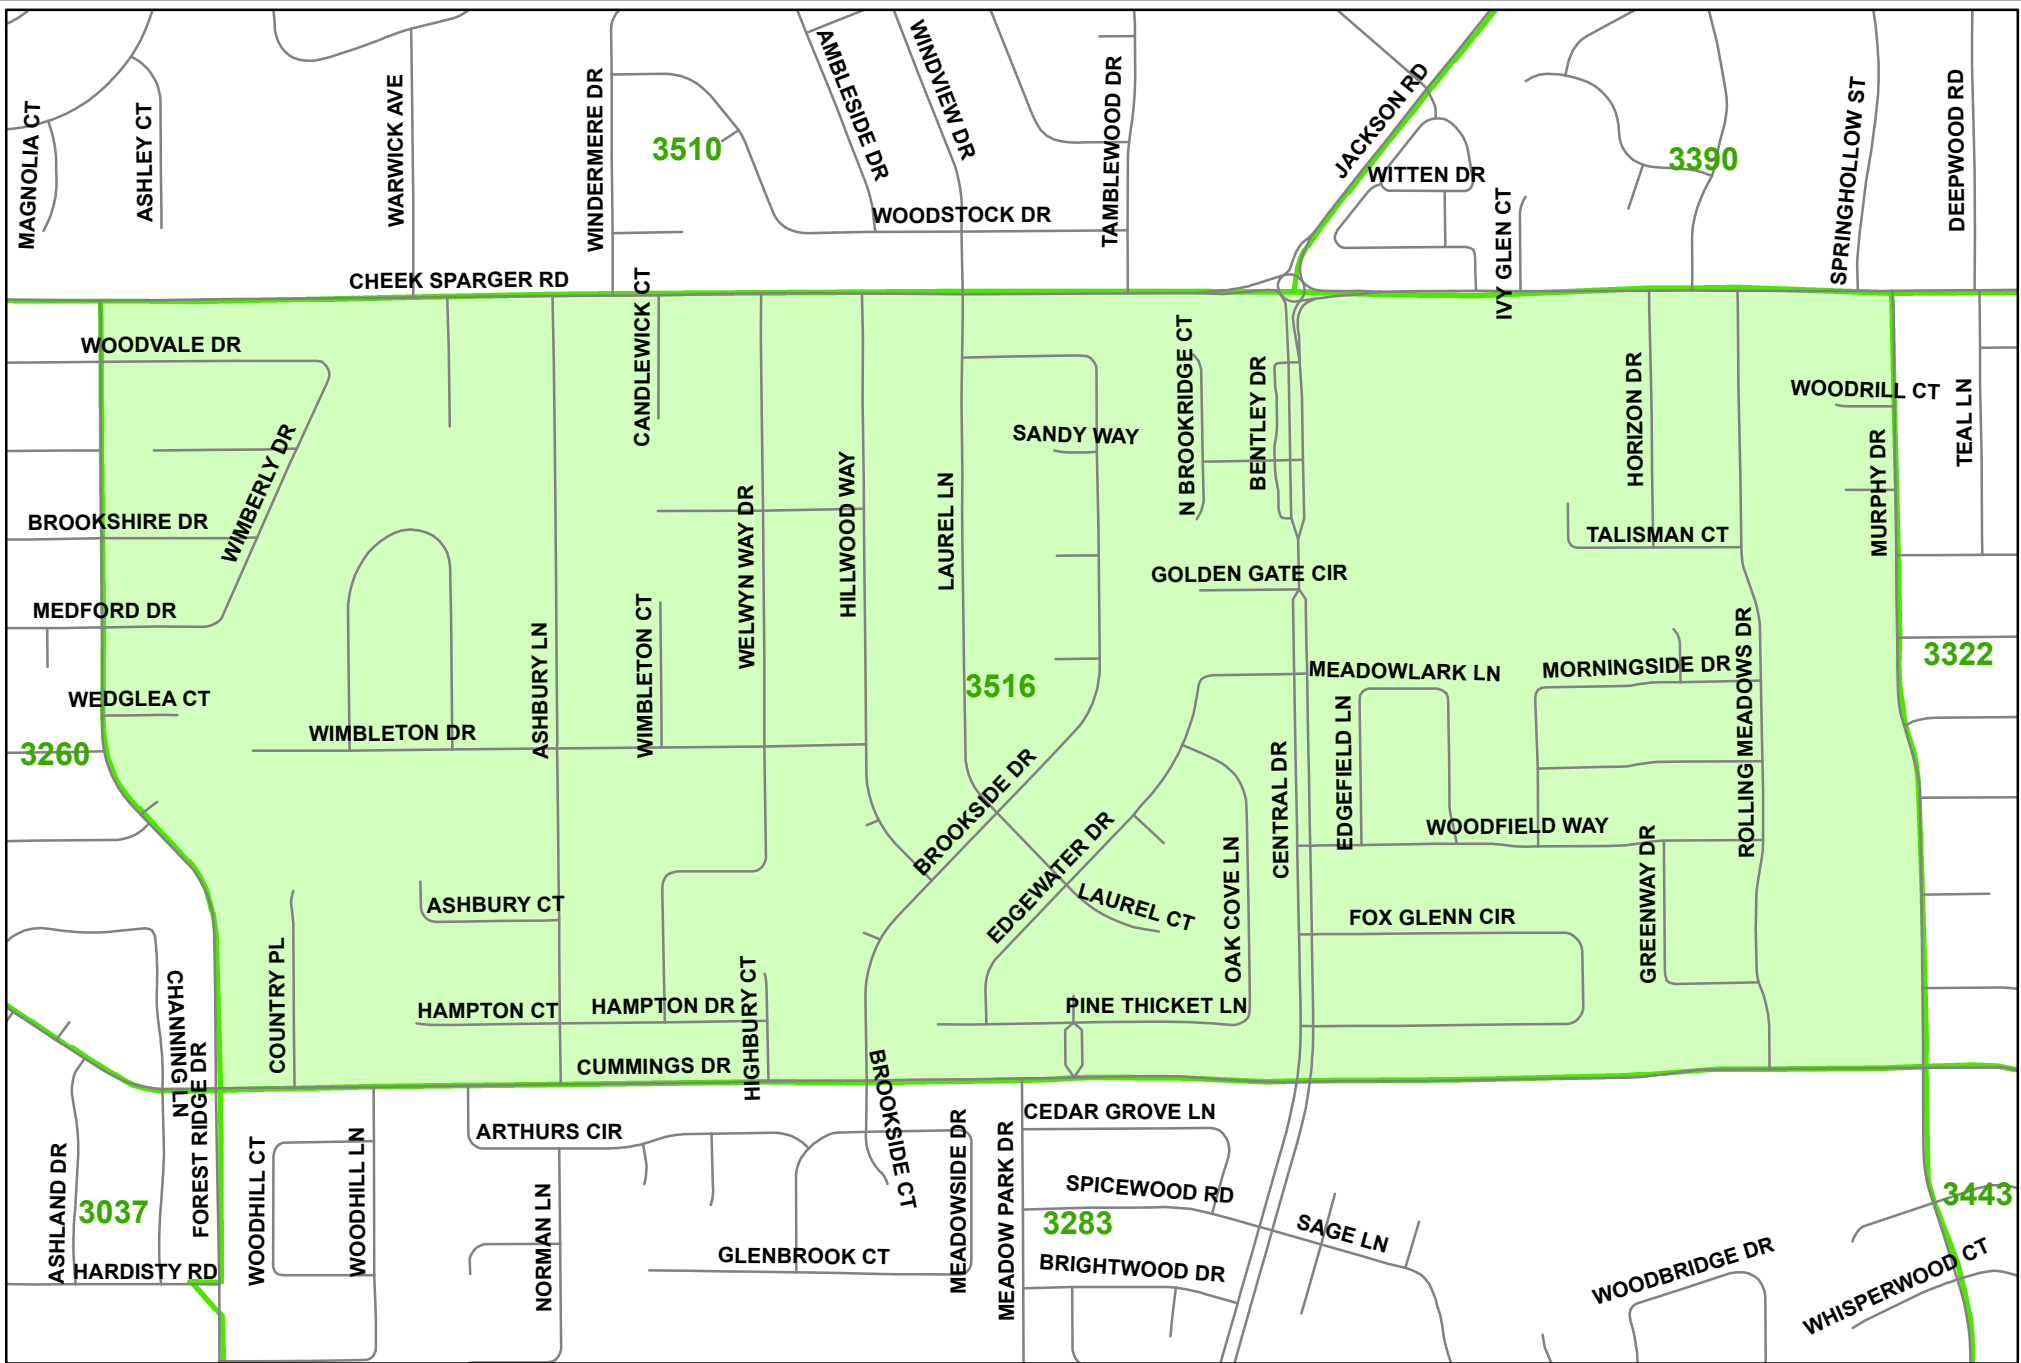 MAGNOLIA CT
ASHLEY CT
WARWICK AVE
WINDERMERE DR
3510
AMBLESIDE DR
WINDVIEW DR
TAMBLEWOOD DR
WOODSTOCK DR
JACKSON RD
WITTEN DR
IVY GLEN CT
3390
SPRINGHOLLOW ST
DEEPWOOD RD
CHEEK SPARGER RD
WOODVALE DR
CANDLEWICK CT
N BROOKRIDGE CT
BENTLEY DR
HORIZON DR
WOODRILL CT
TEAL LN
MURPHY DR
SANDY WAY
WIMBERLY DR
BROOKSHIRE DR
HILLWOOD WAY
LAUREL LN
WELWYN WAY DR
TALISMAN CT
GOLDEN GATE CIR
MEDFORD DR
ASHBURY LN
WIMBLETON CT
3516
MEADOWLARK LN
MORNINGSIDE DR
ROLLING MEADOWS DR
3322
WEDGLEA CT
WIMBLETON DR
3260
BROOKSIDE DR
EDGEWATER DR
CENTRAL DR
EDGEFIELD LN
WOODFIELD WAY
OAK COVE LN
GREENWAY DR
ASHBURY CT
LAUREL CT
FOX GLENN CIR
COUNTRY PL
CHANNING LN
HAMPTON CT
HAMPTON DR
HIGHBURY CT
PINE THICKET LN
CUMMINGS DR
FOREST RIDGE DR
BROOKSIDE CT
ARTHURS CIR
MEADOWSIDE DR
MEADOW PARK DR
CEDAR GROVE LN
ASHLAND DR
3037
WOODHILL CT
WOODHILL LN
NORMAN LN
SPICEWOOD RD
3283
SAGE LN
3443
HARDISTY RD
GLENBROOK CT
BRIGHTWOOD DR
WOODBRIDGE DR
WHISPERWOOD CT